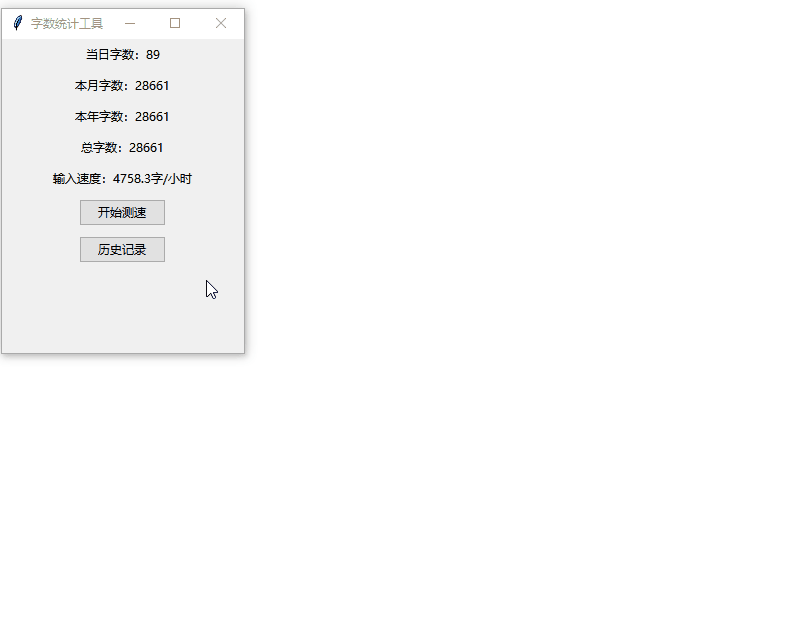 字数统计工具
当日字数：89
本月字数：28661
本年字数：28661
总字数：28661
输入速度：4758.3字/小时
开始测速
历史记录